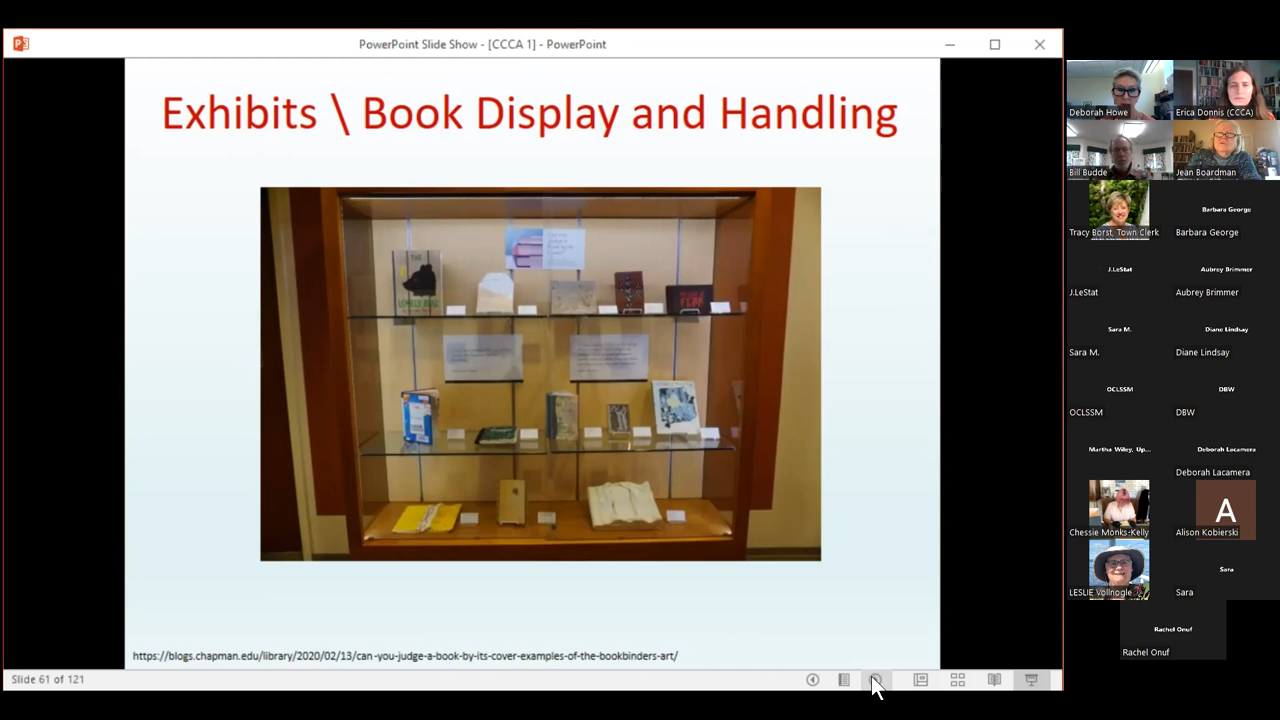 PowerPoint Slide Show - [CCCA 1] - PowerPoint
Exhibits \ Book Display and Handling
THE
https://blogs.chapman.edu/library/2020/02/13/can-you-judge-a-book-by-its-cover-examples-of-the-bookbinders-art/
Slide 61 of 121
Deborah Howe
Erica Donnis (CCCA)
Bill Budde
Jean Boardman
Tracy Borst, Town Clerk
Barbara George
Barbara George
J.LeStat
J.LeStat
Aubrey Brimmer
Aubrey Brimmer
Sara M.
Sara M.
Diane Lindsay
Diane Lindsay
OCLSSM
OCLSSM
DBW
DBW
Martha Wiley, Up...
Deborah Lacamera
Deborah Lacamera
Chessie Monks-Kelly
A
Alison Kobierski
LESLIE Vollnogle
Sara
Sara
Rachel Onuf
Rachel Onuf